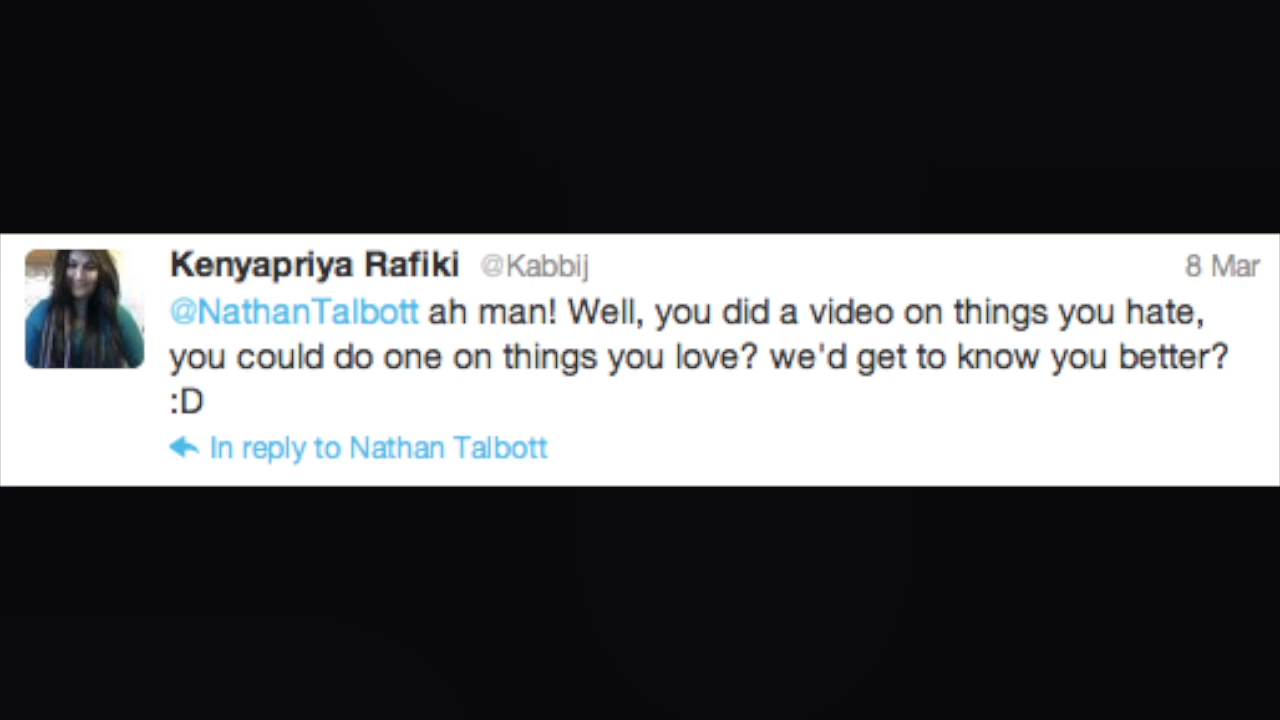 Kenyapriya Rafiki @Kabbij 8 Mar
@NathanTalbott ah man! Well, you did a video on things you hate,
you could do one on things you love? we'd get to know you better?
:D
In reply to Nathan Talbott